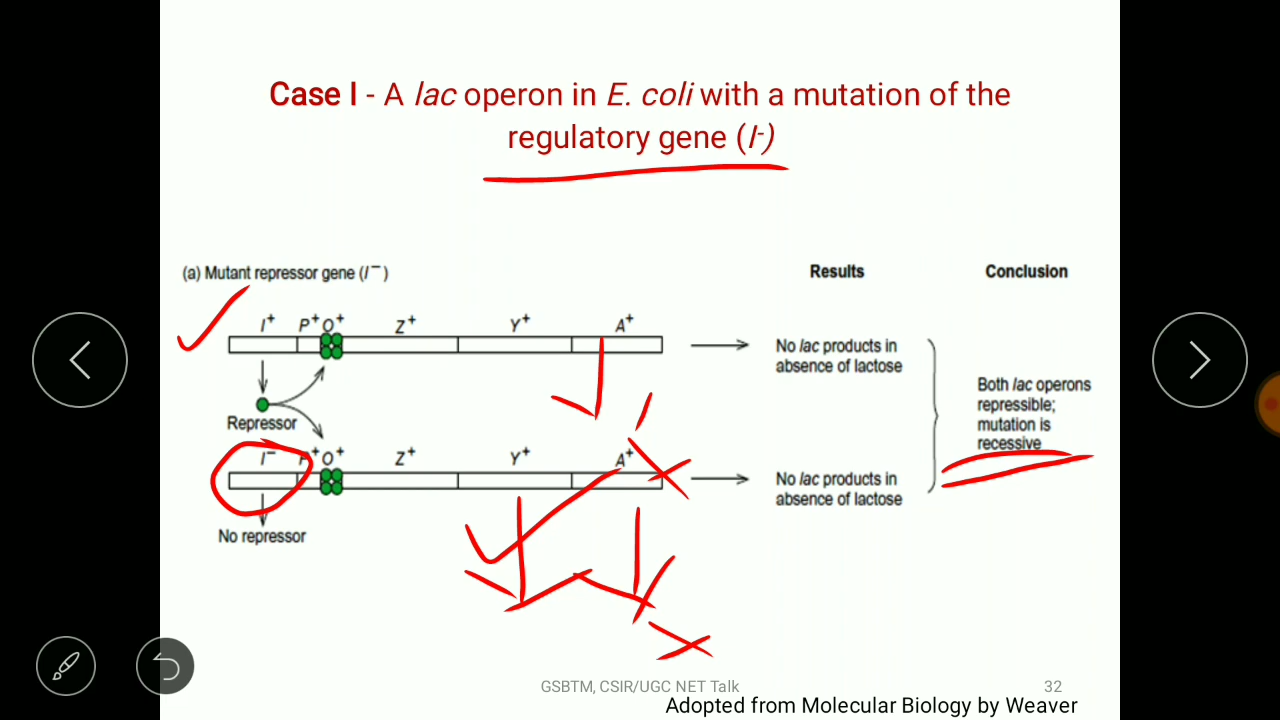 Case I - A lac operon in E. coli with a mutation of the
regulatory gene (I⁻)
(a) Mutant repressor gene (I⁻)
Results
Conclusion
I⁺ P⁺ O⁺ Z⁺ Y⁺ A⁺
No lac products in
absence of lactose
Repressor
Both lac operons
repressible;
mutation is
recessive
I⁻ P⁺ O⁺ Z⁺ Y⁺ A⁺
No lac products in
absence of lactose
No repressor
GSBTM, CSIR/UGC NET Talk
32
Adopted from Molecular Biology by Weaver